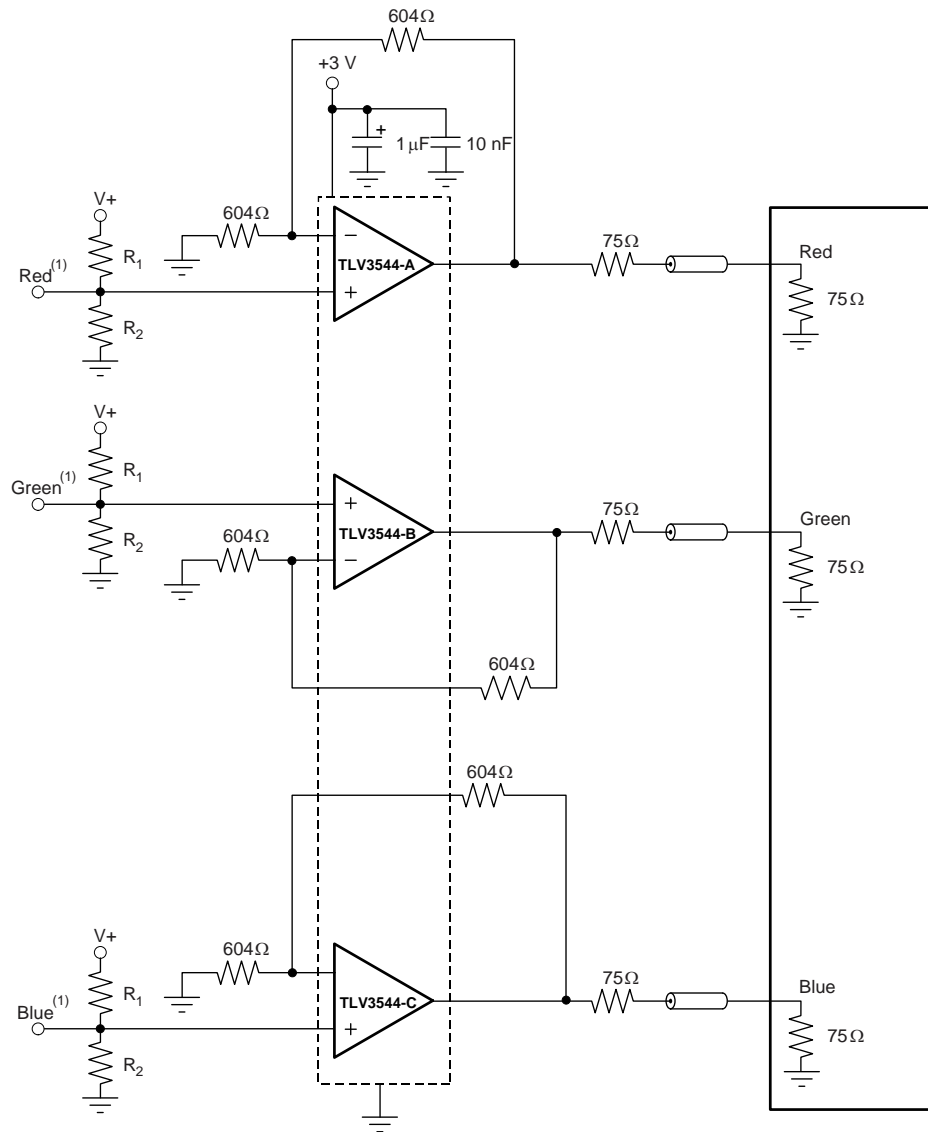 604Ω
+3 V
+
1 μF
10 nF
V+
604Ω
R1
Red(1)
R2
−
TLV3544-A
+
75Ω
Red
75Ω
V+
R1
Green(1)
R2
604Ω
+
TLV3544-B
−
75Ω
Green
75Ω
604Ω
604Ω
V+
604Ω
R1
Blue(1)
R2
−
TLV3544-C
+
75Ω
Blue
75Ω